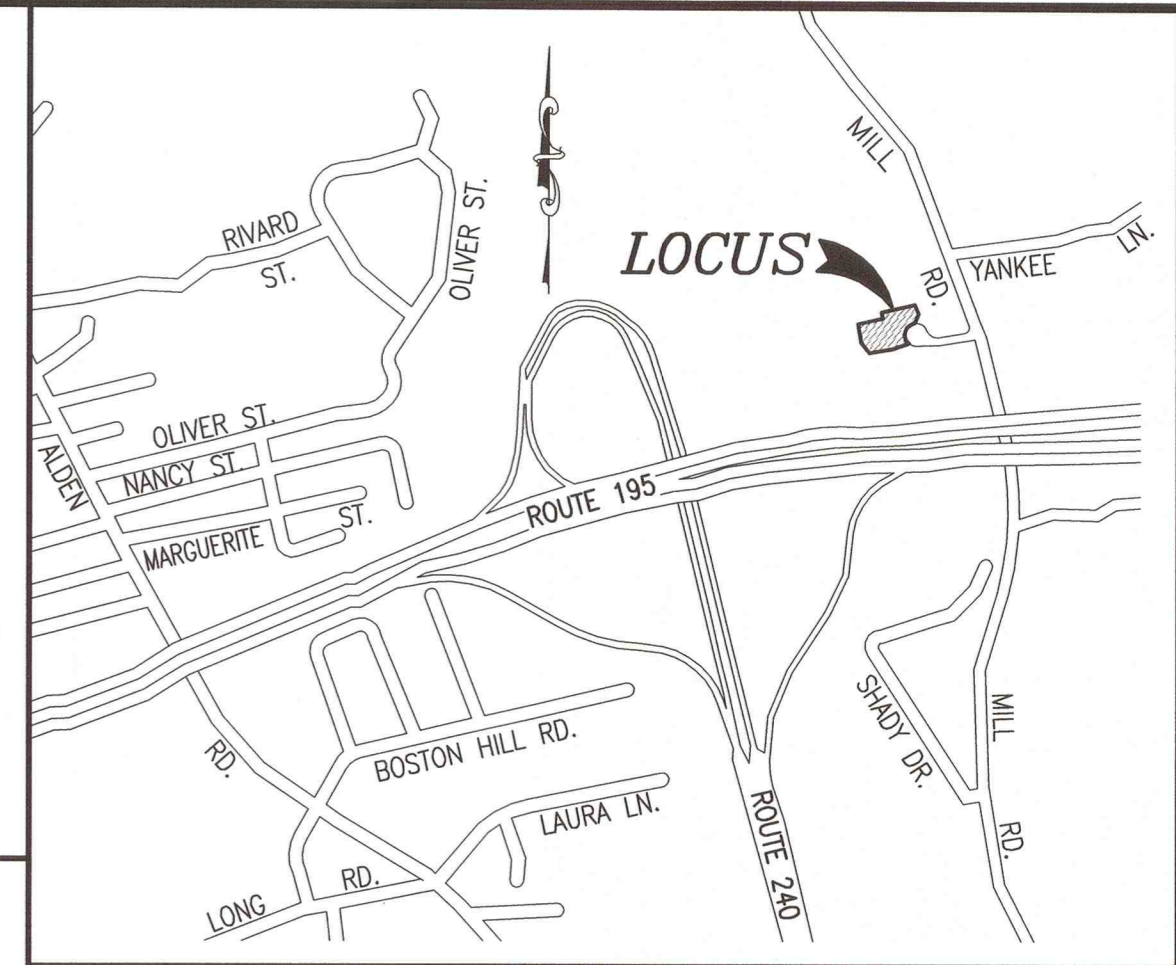 MILL
RD.
RIVARD
ST.
OLIVER ST.
LOCUS
YANKEE
LN.
OLIVER ST.
NANCY ST.
MARGUERITE
ST.
ALDEN
RD.
ROUTE 195
BOSTON HILL RD.
LAURA LN.
LONG
RD.
SHADY DR.
MILL
RD.
ROUTE 240